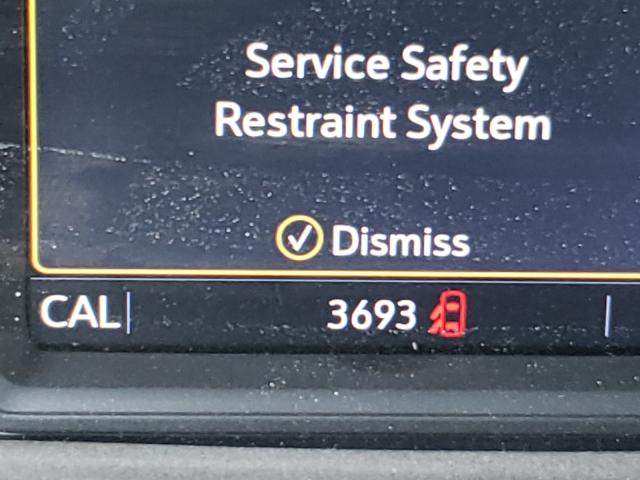 Service Safety
Restraint System
Dismiss
CAL 3693